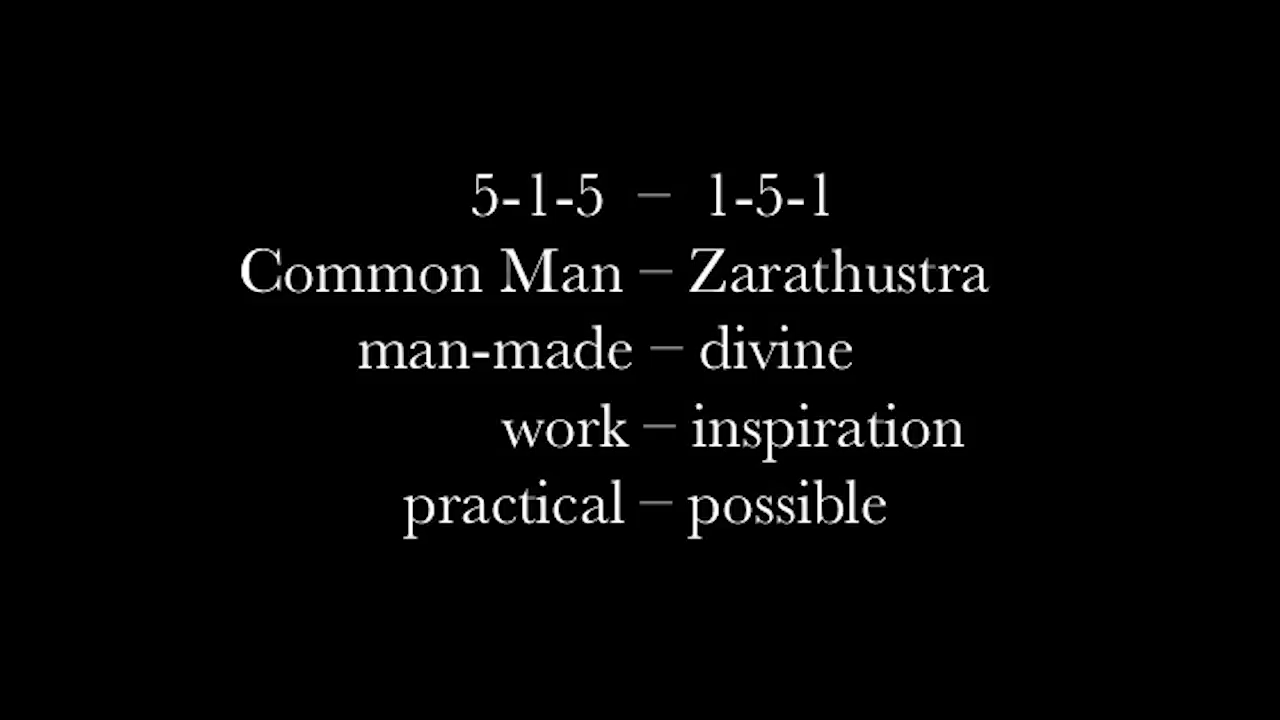 5-1-5 – 1-5-1
Common Man – Zarathustra
man-made – divine
work – inspiration
practical – possible